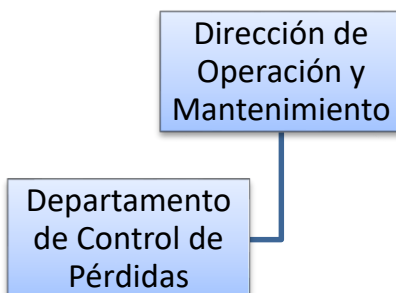 Dirección de
Operación y
Mantenimiento
Departamento
de Control de
Pérdidas